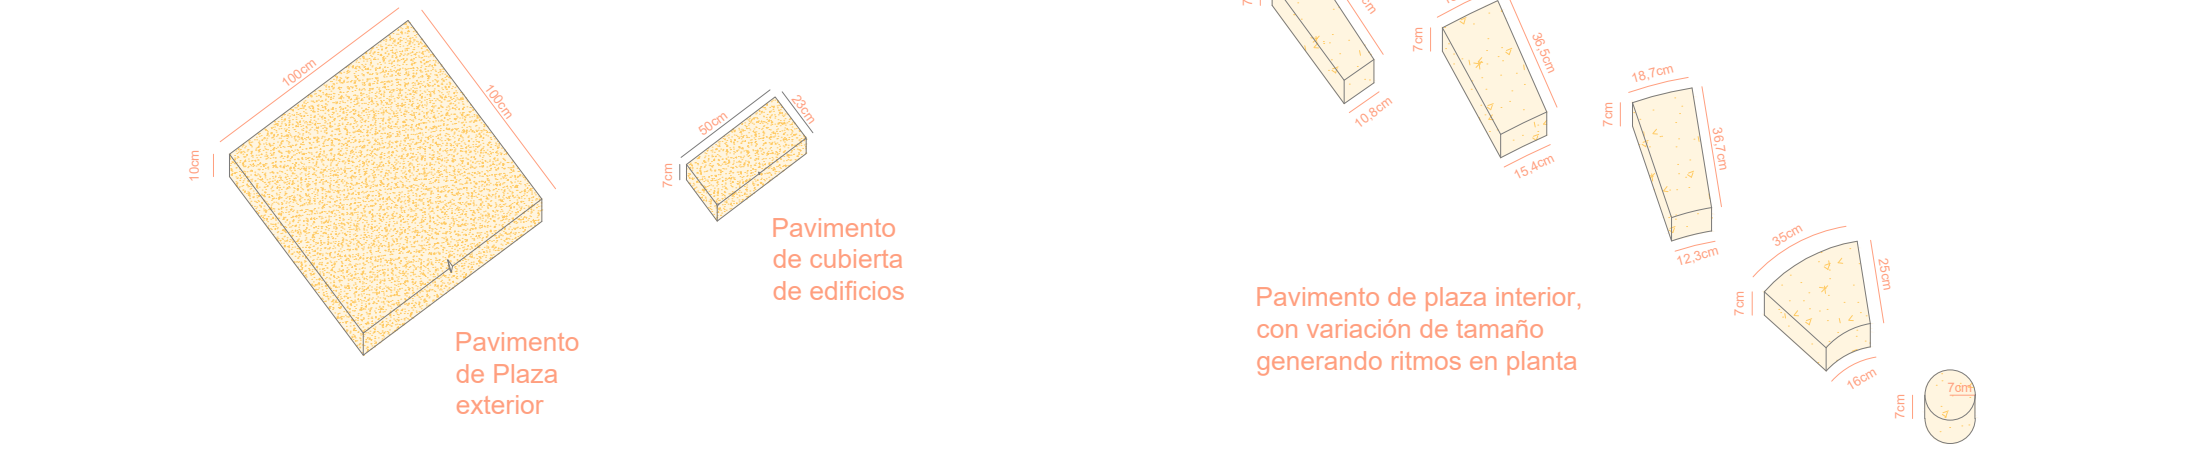 100cm
100cm
10cm
Pavimento
de Plaza
exterior
50cm
23cm
7cm
Pavimento
de cubierta
de edificios
10,8cm
7cm
36,5cm
15,4cm
18,7cm
7cm
36,7cm
12,3cm
35cm
7cm
25cm
16cm
7cm
7cm
Pavimento de plaza interior,
con variación de tamaño
generando ritmos en planta